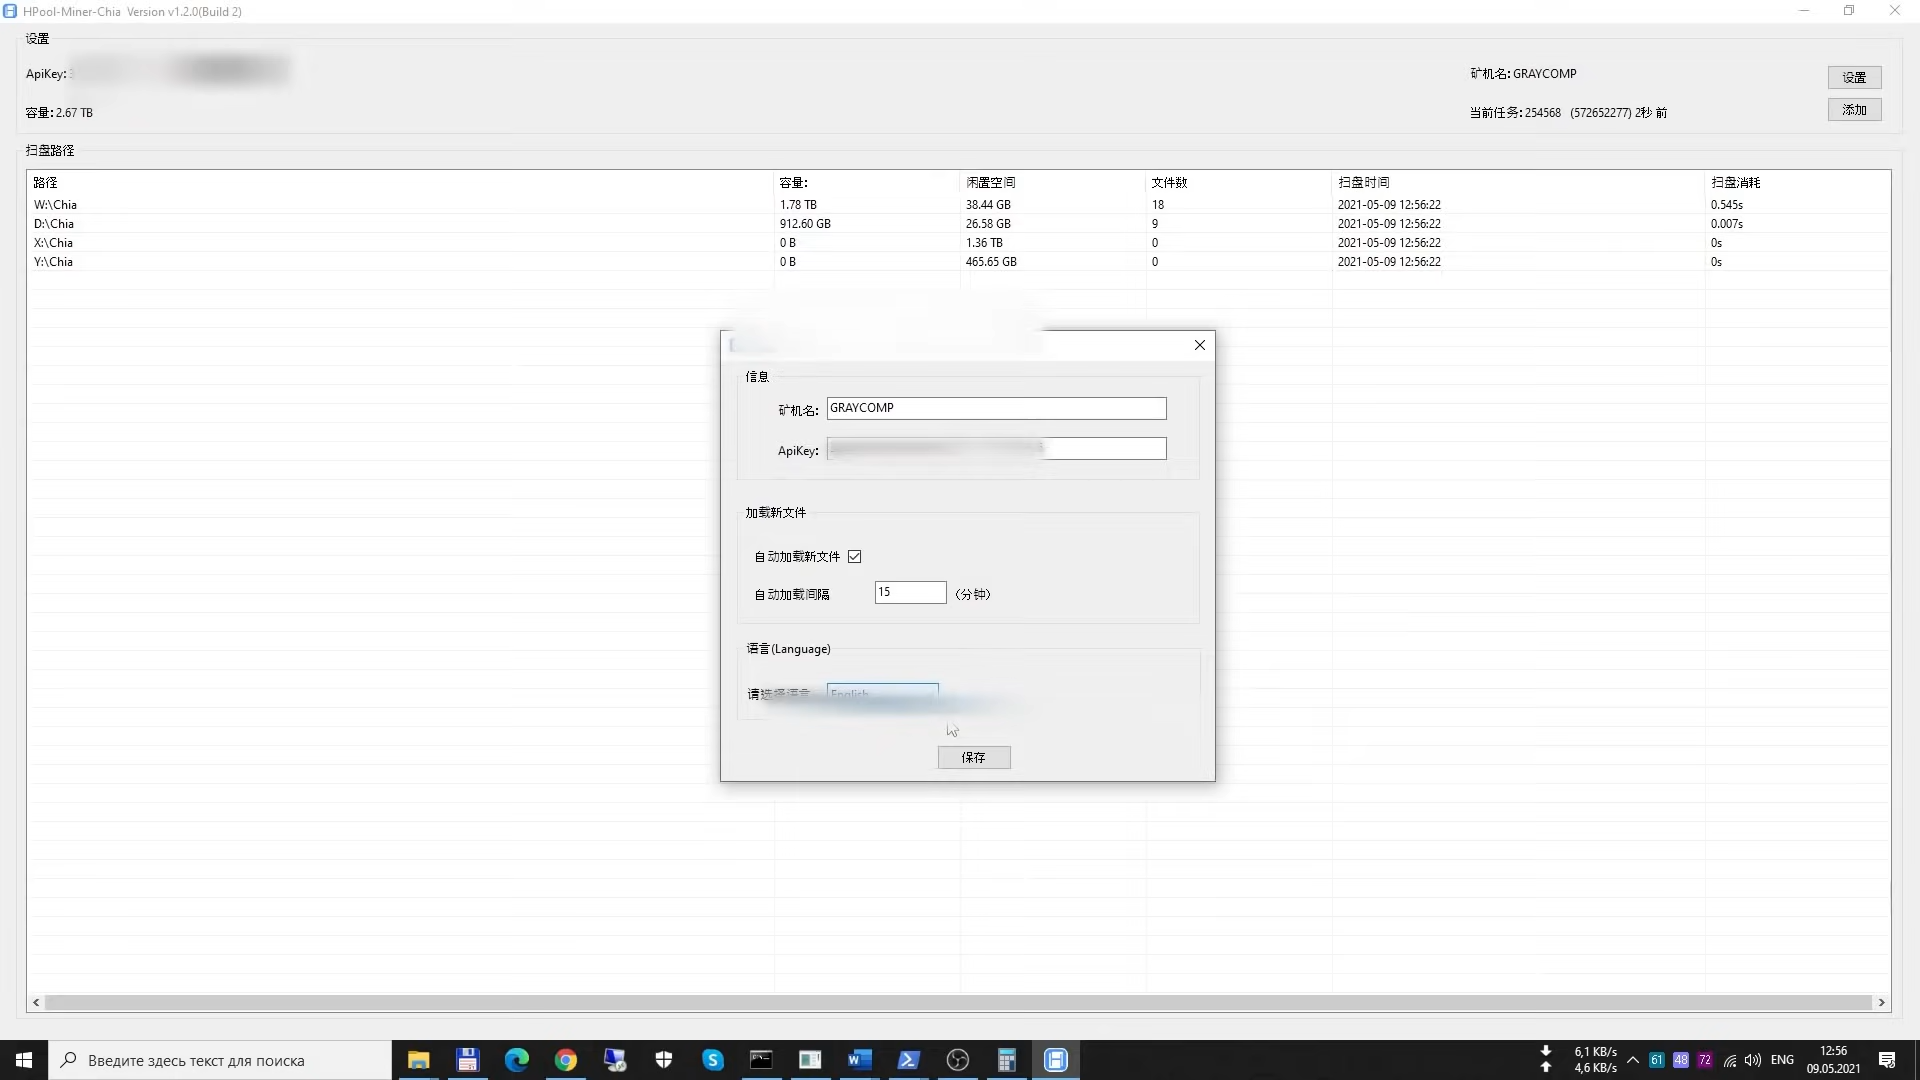 HPool-Miner-Chia Version v1.2.0(Build 2)
设置
ApiKey:
矿机名: GRAYCOMP
设置
容量: 2.67 TB
当前任务: 254568 (572652277) 2秒 前
添加
扫盘路径
路径 容量: 闲置空间 文件数 扫盘时间 扫盘消耗
W:\Chia 1.78 TB 38.44 GB 18 2021-05-09 12:56:22 0.545s
D:\Chia 912.60 GB 26.58 GB 9 2021-05-09 12:56:22 0.007s
X:\Chia 0 B 1.36 TB 0 2021-05-09 12:56:22 0s
Y:\Chia 0 B 465.65 GB 0 2021-05-09 12:56:22 0s
信息
矿机名: GRAYCOMP
ApiKey:
加载新文件
自动加载新文件
自动加载间隔 15 (分钟)
语言(Language)
请选择语言 English
保存
Введите здесь текст для поиска
6,1 KB/s
4,6 KB/s
61 48 72
ENG
12:56
09.05.2021